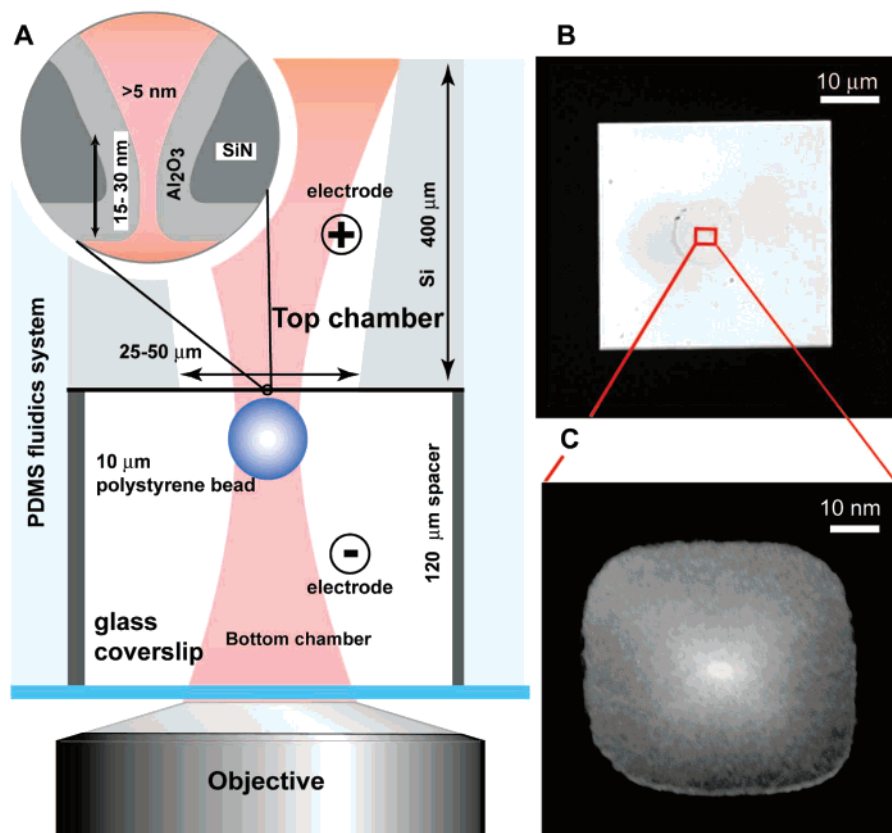 A
>5 nm
15- 30 nm
Al2O3
SiN
electrode
+
Si 400 μm
Top chamber
25-50 μm
PDMS fluidics system
10 μm
polystyrene bead
120 μm spacer
-
electrode
glass
coverslip
Bottom chamber
Objective
B
10 μm
C
10 nm